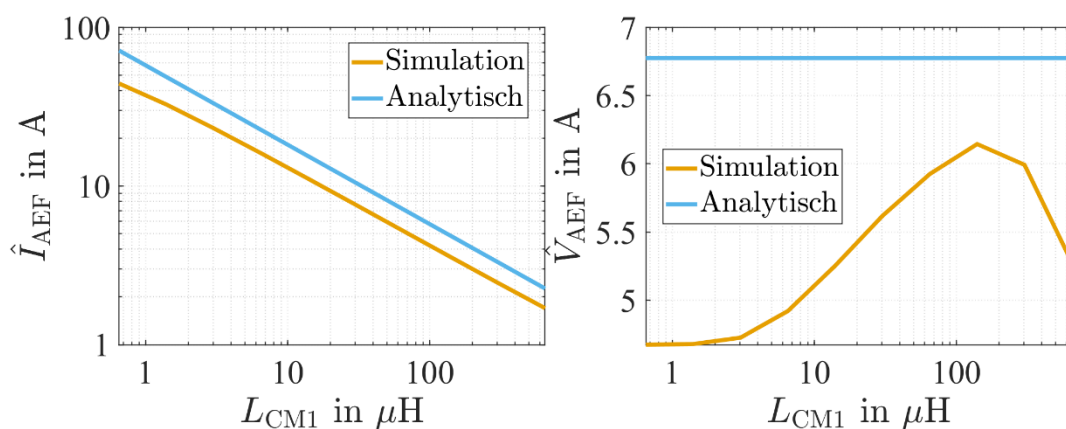 100
10
1
Î_AEF in A
Simulation
Analytisch
1 10 100
L_CM1 in μH
7
6.5
6
5.5
5
V̂_AEF in A
Simulation
Analytisch
1 10 100
L_CM1 in μH